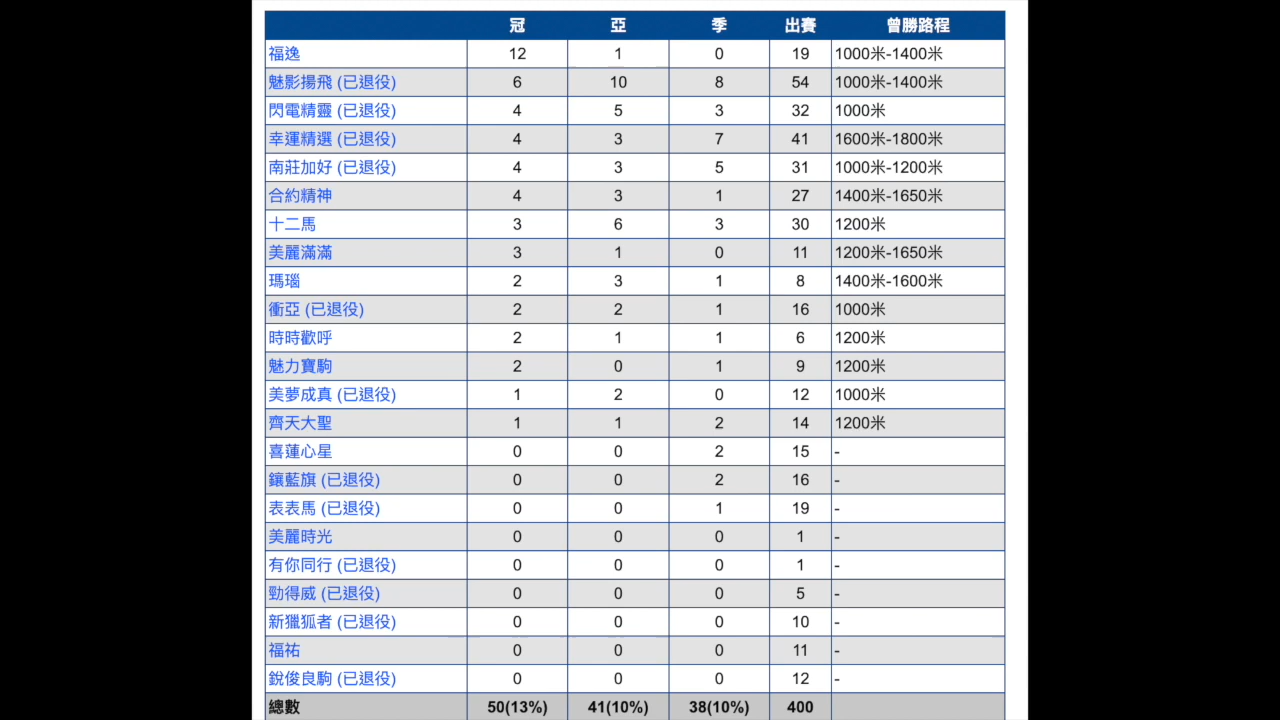 冠 亞 季 出賽 曾勝路程
福逸 12 1 0 19 1000米-1400米
魅影揚飛 (已退役) 6 10 8 54 1000米-1400米
閃電精靈 (已退役) 4 5 3 32 1000米
幸運精選 (已退役) 4 3 7 41 1600米-1800米
南莊加好 (已退役) 4 3 5 31 1000米-1200米
合約精神 4 3 1 27 1400米-1650米
十二馬 3 6 3 30 1200米
美麗滿滿 3 1 0 11 1200米-1650米
瑪瑙 2 3 1 8 1400米-1600米
衝亞 (已退役) 2 2 1 16 1000米
時時歡呼 2 1 1 6 1200米
魅力寶駒 2 0 1 9 1200米
美夢成真 (已退役) 1 2 0 12 1000米
齊天大聖 1 1 2 14 1200米
喜蓮心星 0 0 2 15 -
鑲藍旗 (已退役) 0 0 2 16 -
表表馬 (已退役) 0 0 1 19 -
美麗時光 0 0 0 1 -
有你同行 (已退役) 0 0 0 1 -
勁得威 (已退役) 0 0 0 5 -
新獵狐者 (已退役) 0 0 0 10 -
福祐 0 0 0 11 -
銳俊良駒 (已退役) 0 0 0 12 -
總數 50(13%) 41(10%) 38(10%) 400